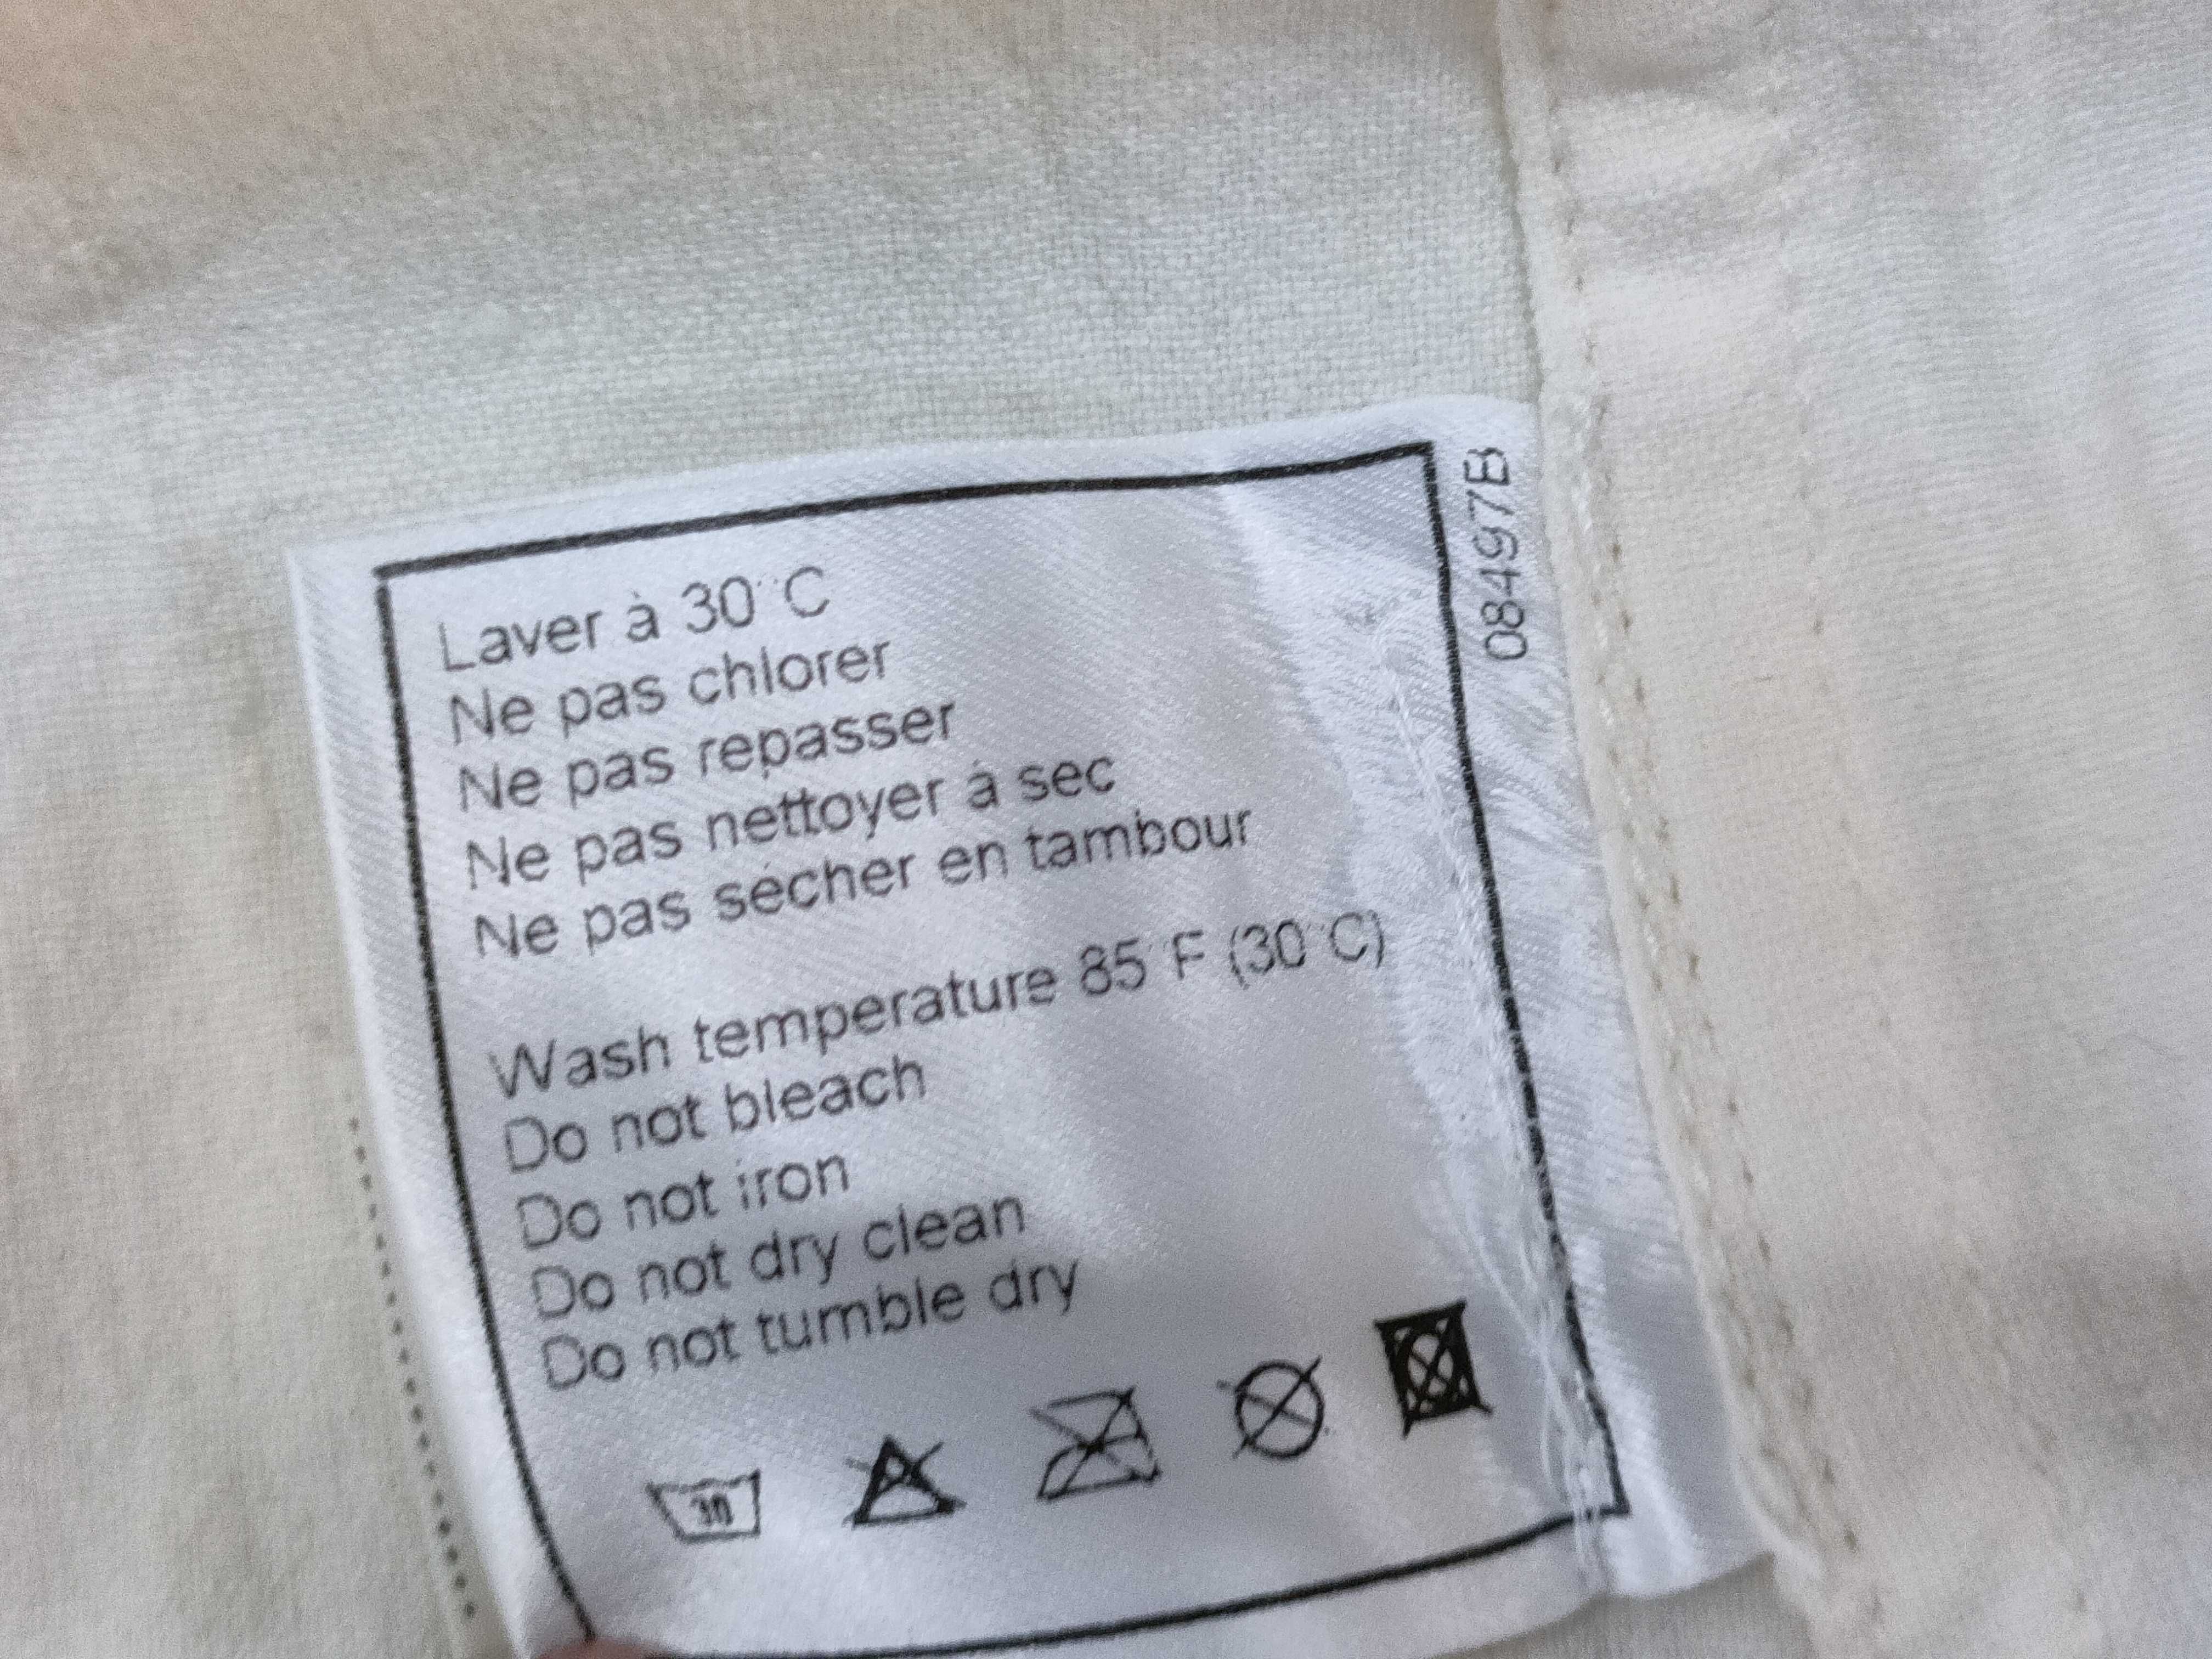 Laver à 30°C
Ne pas chlorer
Ne pas repasser
Ne pas nettoyer à sec
Ne pas sécher en tambour
Wash temperature 85°F (30°C)
Do not bleach
Do not iron
Do not dry clean
Do not tumble dry
30
08497B